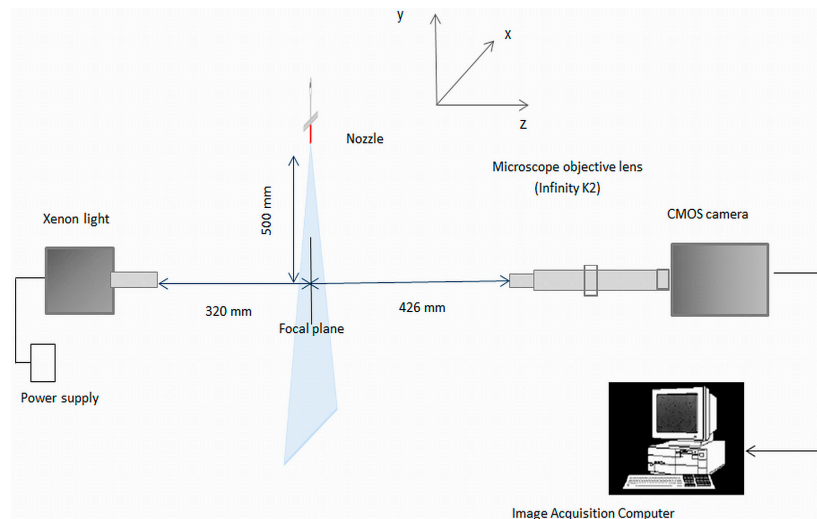 y
x
z
Nozzle
Microscope objective lens
(Infinity K2)
500 mm
Xenon light
CMOS camera
320 mm
426 mm
Focal plane
Power supply
Image Acquisition Computer